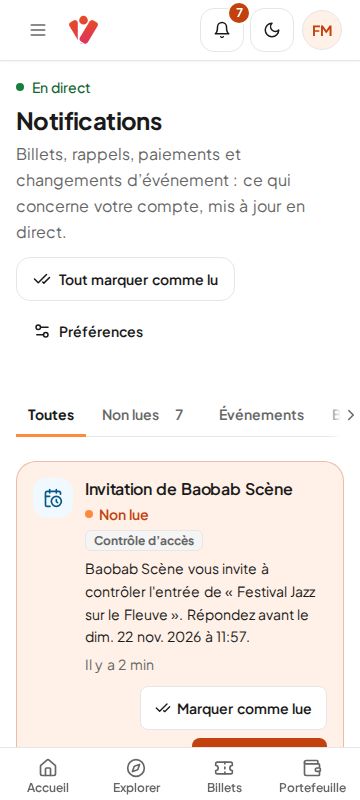 7
FM
En direct
Notifications
Billets, rappels, paiements et
changements d’événement : ce qui
concerne votre compte, mis à jour en
direct.
Tout marquer comme lu
Préférences
Toutes
Non lues 7
Événements
Invitation de Baobab Scène
Non lue
Contrôle d’accès
Baobab Scène vous invite à
contrôler l'entrée de « Festival Jazz
sur le Fleuve ». Répondez avant le
dim. 22 nov. 2026 à 11:57.
Il y a 2 min
Marquer comme lue
Accueil
Explorer
Billets
Portefeuille